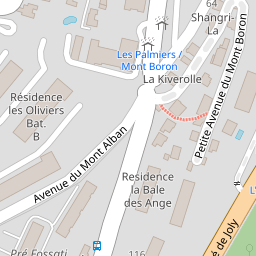 64
Shangri-
La
Les Palmiers /
Mont Boron
La Kiverolle
Résidence
les Oliviers
Bat.
B
Petite Avenue du Mont Boron
Avenue du Mont Alban
Residence
la Baie
des Ange
L'
é de Joly
Pré Fossati
116